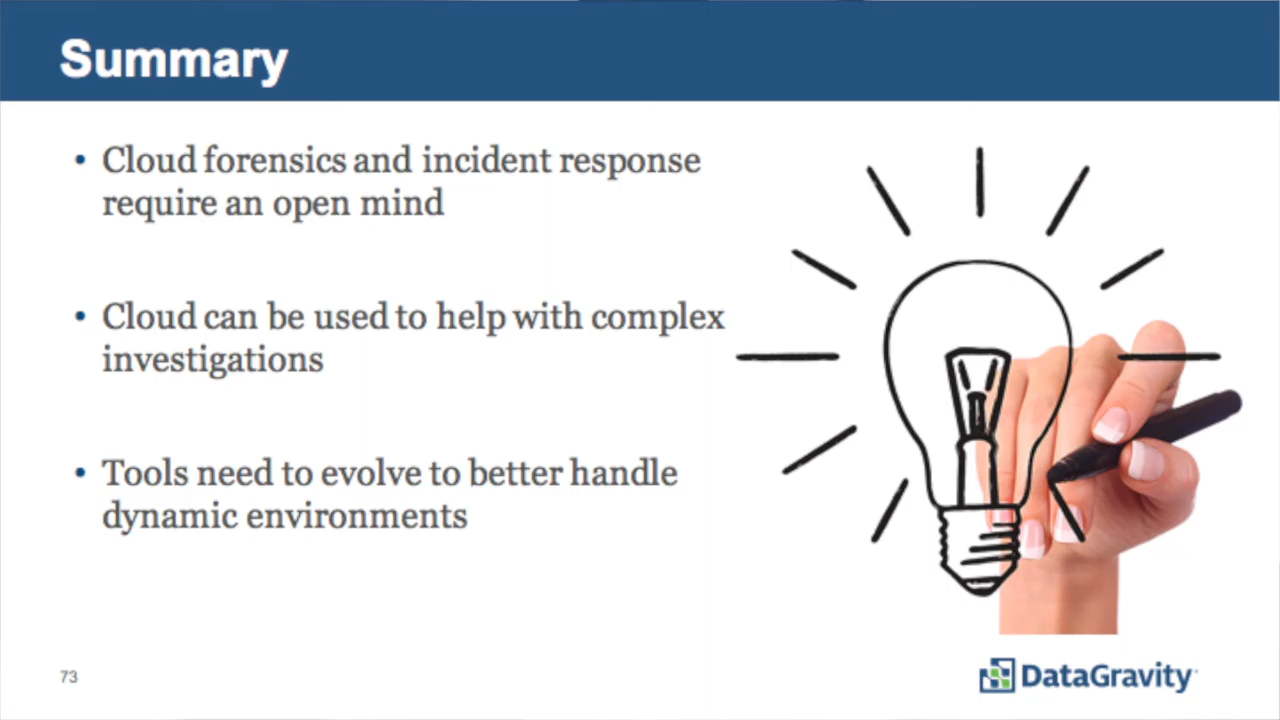 Summary
• Cloud forensics and incident response
require an open mind
• Cloud can be used to help with complex
investigations
• Tools need to evolve to better handle
dynamic environments
73
DataGravity